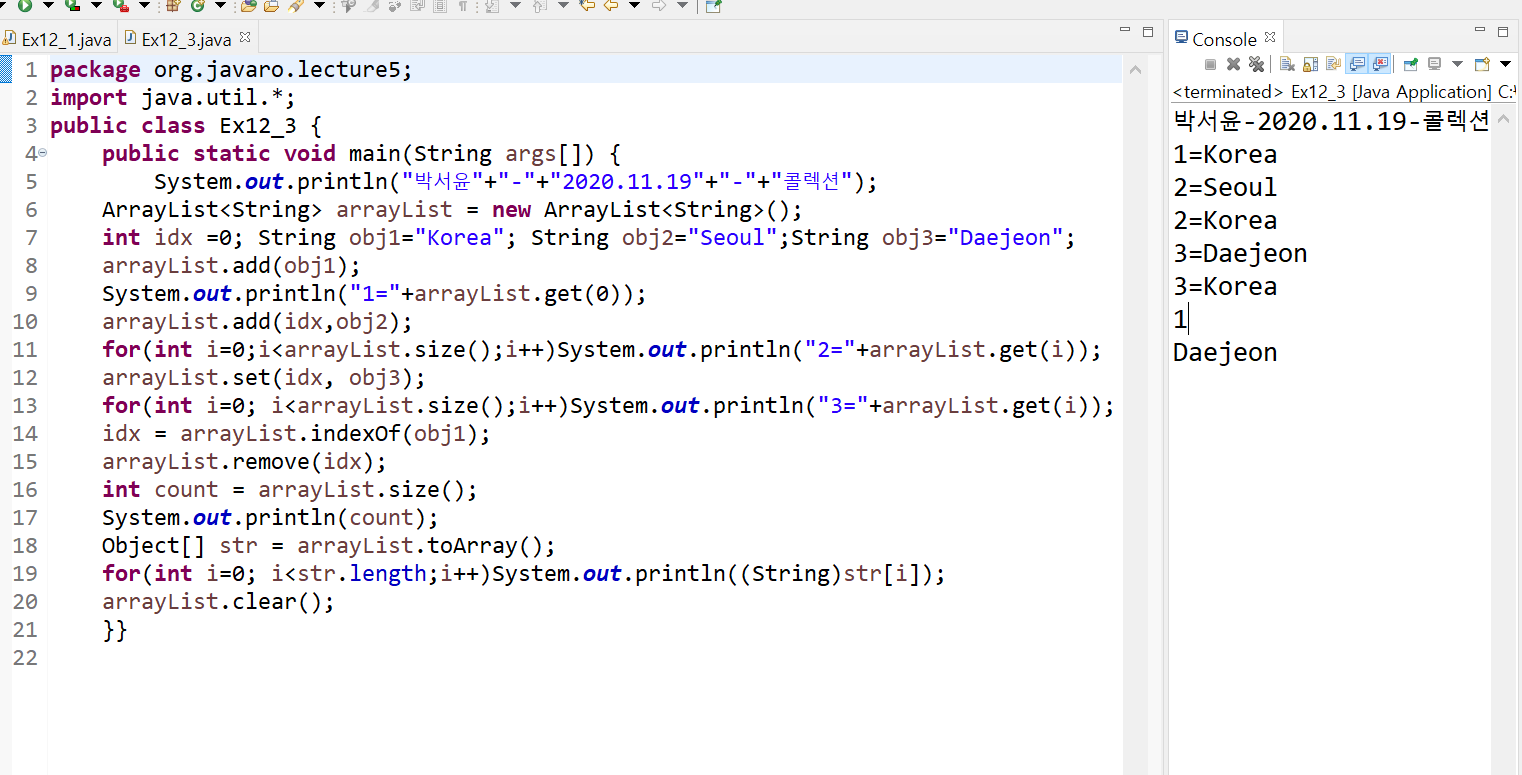 Ex12_1.java Ex12_3.java
1 package org.javaro.lecture5;
2 import java.util.*;
3 public class Ex12_3 {
4 public static void main(String args[]) {
5 System.out.println("박서윤"+"-"+"2020.11.19"+"-"+"콜렉션");
6 ArrayList<String> arrayList = new ArrayList<String>();
7 int idx =0; String obj1="Korea"; String obj2="Seoul";String obj3="Daejeon";
8 arrayList.add(obj1);
9 System.out.println("1="+arrayList.get(0));
10 arrayList.add(idx,obj2);
11 for(int i=0;i<arrayList.size();i++)System.out.println("2="+arrayList.get(i));
12 arrayList.set(idx, obj3);
13 for(int i=0; i<arrayList.size();i++)System.out.println("3="+arrayList.get(i));
14 idx = arrayList.indexOf(obj1);
15 arrayList.remove(idx);
16 int count = arrayList.size();
17 System.out.println(count);
18 Object[] str = arrayList.toArray();
19 for(int i=0; i<str.length;i++)System.out.println((String)str[i]);
20 arrayList.clear();
21 }}
22
Console
<terminated> Ex12_3 [Java Application] C:
박서윤-2020.11.19-콜렉션
1=Korea
2=Seoul
2=Korea
3=Daejeon
3=Korea
1
Daejeon